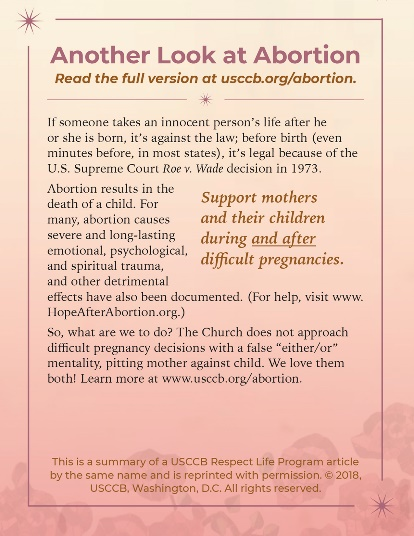 Another Look at Abortion
Read the full version at usccb.org/abortion.
If someone takes an innocent person's life after he
or she is born, it's against the law; before birth (even
minutes before, in most states), it's legal because of the
U.S. Supreme Court Roe v. Wade decision in 1973.
Abortion results in the
death of a child. For
many, abortion causes
severe and long-lasting
emotional, psychological,
and spiritual trauma,
and other detrimental
effects have also been documented. (For help, visit www.
HopeAfterAbortion.org.)
Support mothers
and their children
during and after
difficult pregnancies.
So, what are we to do? The Church does not approach
difficult pregnancy decisions with a false "either/or"
mentality, pitting mother against child. We love them
both! Learn more at www.usccb.org/abortion.
This is a summary of a USCCB Respect Life Program article
by the same name and is reprinted with permission. © 2018,
USCCB, Washington, D.C. All rights reserved.